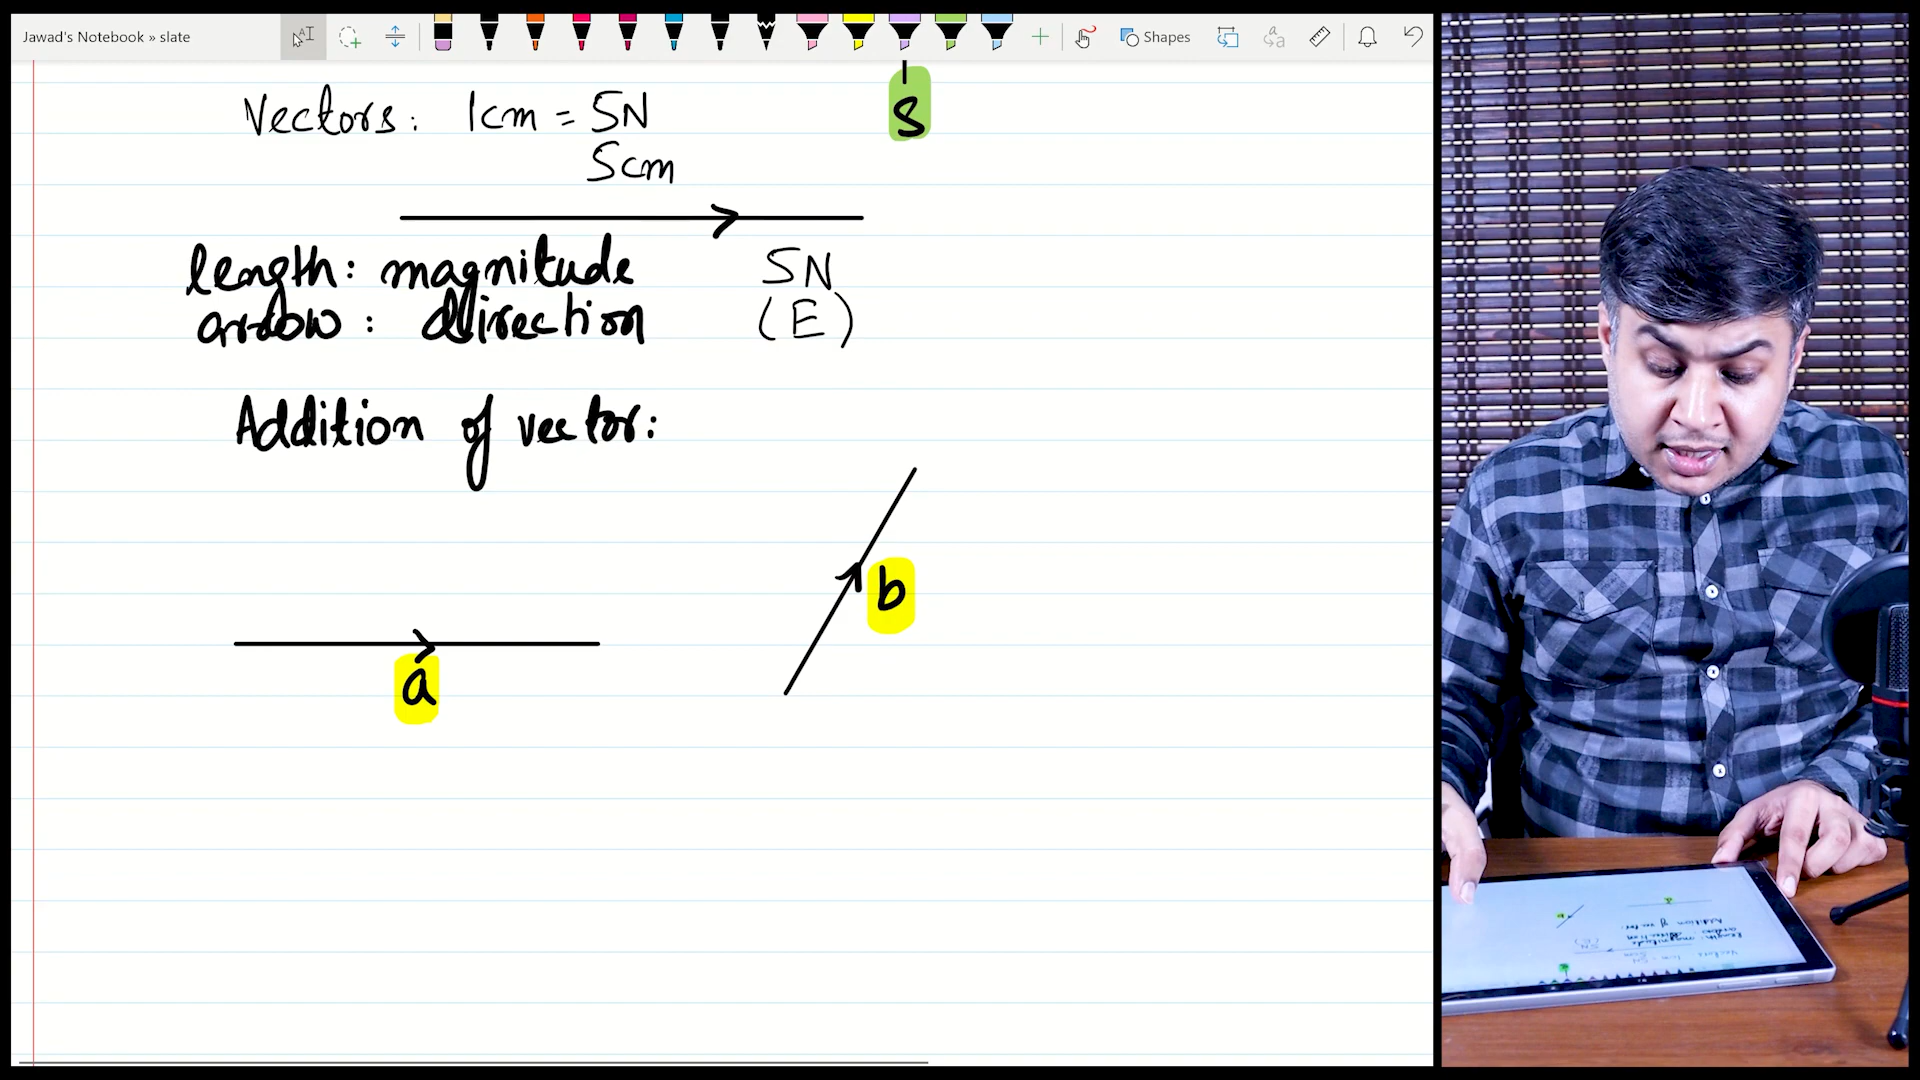 Jawad's Notebook » slate
Shapes
S
Vectors: 1cm = 5N
5cm
length: magnitude
5N
arrow: direction
(E)
Addition of vector:
b
a